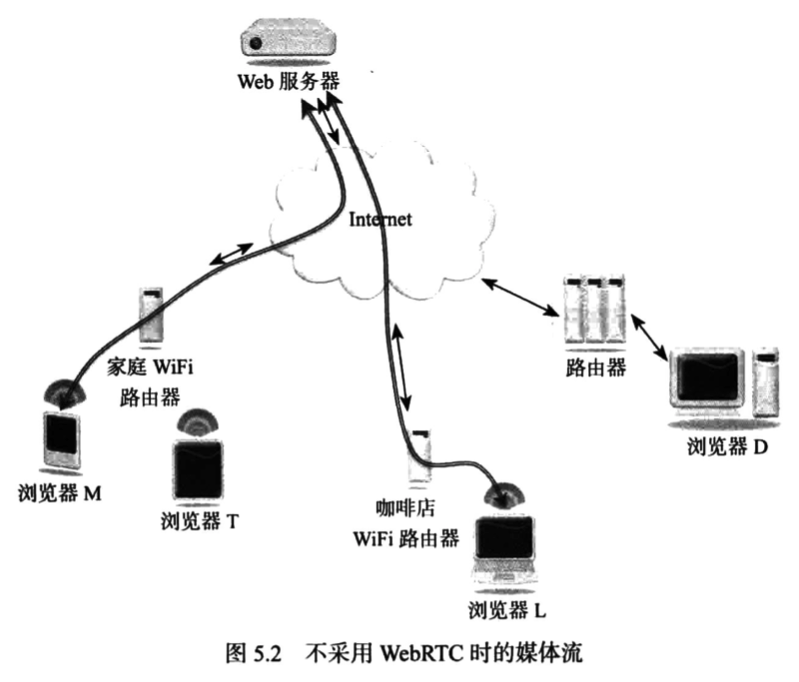 Web 服务器
Internet
家庭 WiFi
路由器
路由器
浏览器 D
浏览器 M
浏览器 T
咖啡店
WiFi 路由器
浏览器 L
图 5.2 不采用 WebRTC 时的媒体流